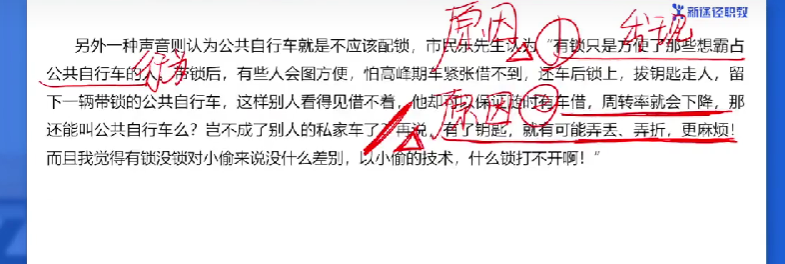 新途径职教
原因① 出现
另外一种声音则认为公共自行车就是不应该配锁，市民乐先生认为“有锁只是方便了那些想霸占
公共自行车的人。带锁后，有些人会图方便，怕高峰期车紧张借不到，还车后锁上，拔钥匙走人，留
行为
下一辆带锁的公共自行车，这样别人看得见借不着，他却可以保证随时有车借，周转率就会下降，那
原因②
还能叫公共自行车么？岂不成了别人的私家车了？再说，有了钥匙，就有可能弄丢、弄折，更麻烦！
而且我觉得有锁没锁对小偷来说没什么差别，以小偷的技术，什么锁打不开啊！”